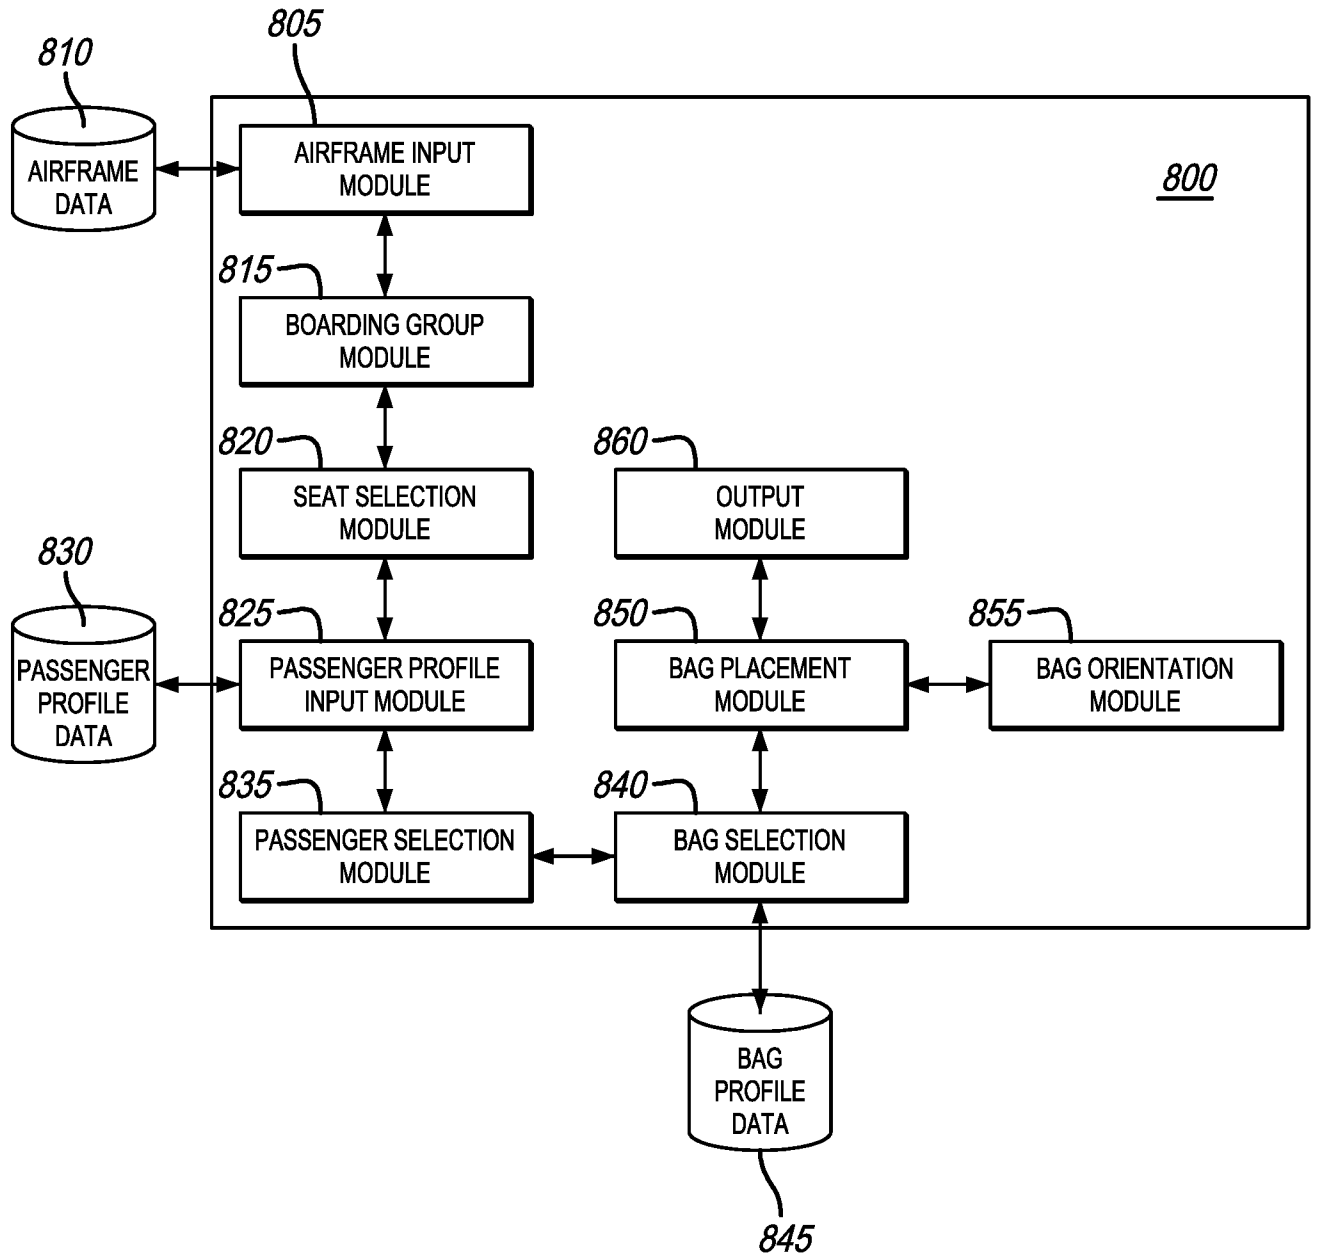 805
810
AIRFRAME
DATA
AIRFRAME INPUT
MODULE
800
815
BOARDING GROUP
MODULE
820
SEAT SELECTION
MODULE
860
OUTPUT
MODULE
830
PASSENGER
PROFILE
DATA
825
PASSENGER PROFILE
INPUT MODULE
850
BAG PLACEMENT
MODULE
855
BAG ORIENTATION
MODULE
835
PASSENGER SELECTION
MODULE
840
BAG SELECTION
MODULE
BAG
PROFILE
DATA
845